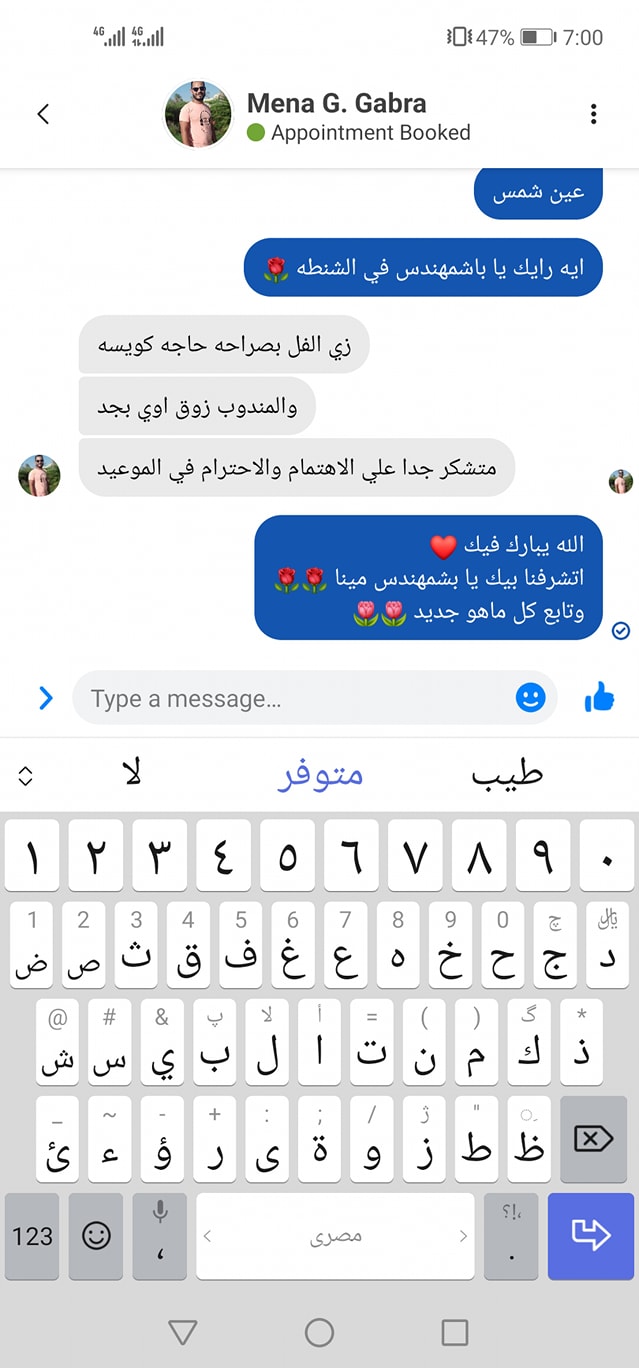 4G 4G 47% 7:00
Mena G. Gabra
Appointment Booked
عين شمس
ايه رايك يا باشمهندس في الشنطه 🌹
زي الفل بصراحه حاجه كويسه
والمندوب زوق اوي بجد
متشكر جدا علي الاهتمام والاحترام في الموعيد
الله يبارك فيك ❤️
اتشرفنا بيك يا بشمهندس مينا 🌹🌹
وتابع كل ماهو جديد 🌷🌷
Type a message...
طيب متوفر لا
١ ٢ ٣ ٤ ٥ ٦ ٧ ٨ ٩ ٠
1 2 3 4 5 6 7 8 9 0 چ ﷼
ض ص ث ق ف غ ع ه خ ح ج د
@ # & پ لا أ = ( ) گ *
ش س ي ب ل ا ت ن م ك ذ
_ ~ - + : ; / ژ "
ئ ء ؤ ر ى ة و ز ط ظ
123 ، مصرى . ،!؟